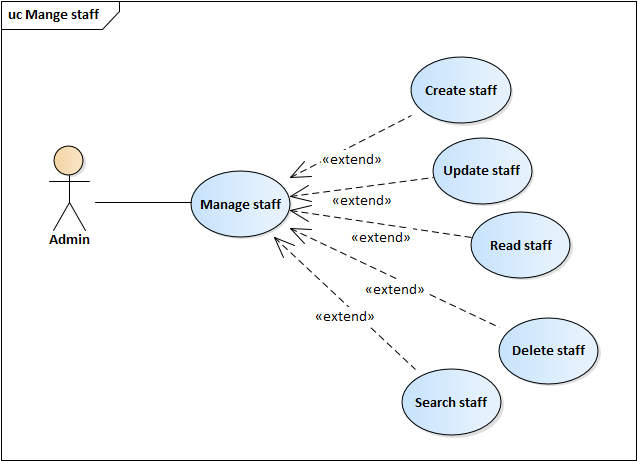 uc Mange staff
Create staff
«extend»
Update staff
«extend»
Manage staff
Admin
«extend»
Read staff
«extend»
«extend»
Delete staff
Search staff